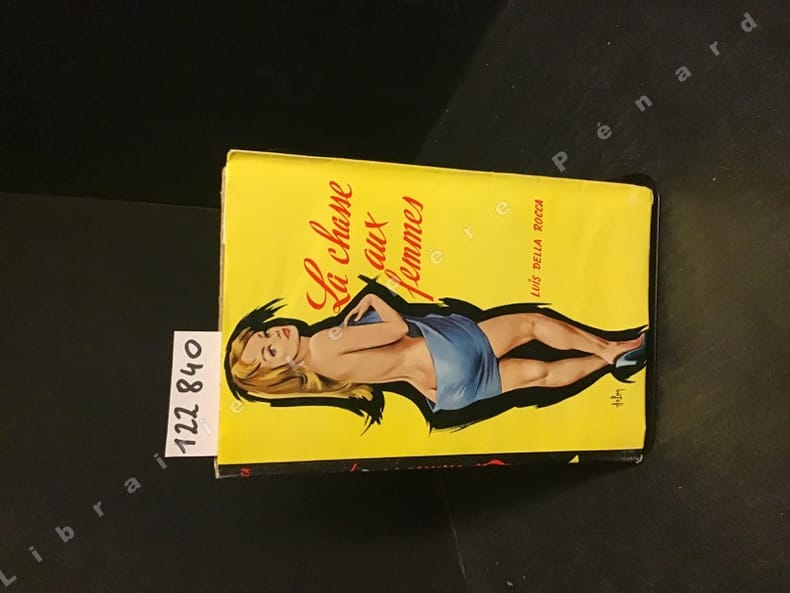 La chasse
aux
femmes
LUIS DELLA ROCCA
122 840
Librairie Pénard